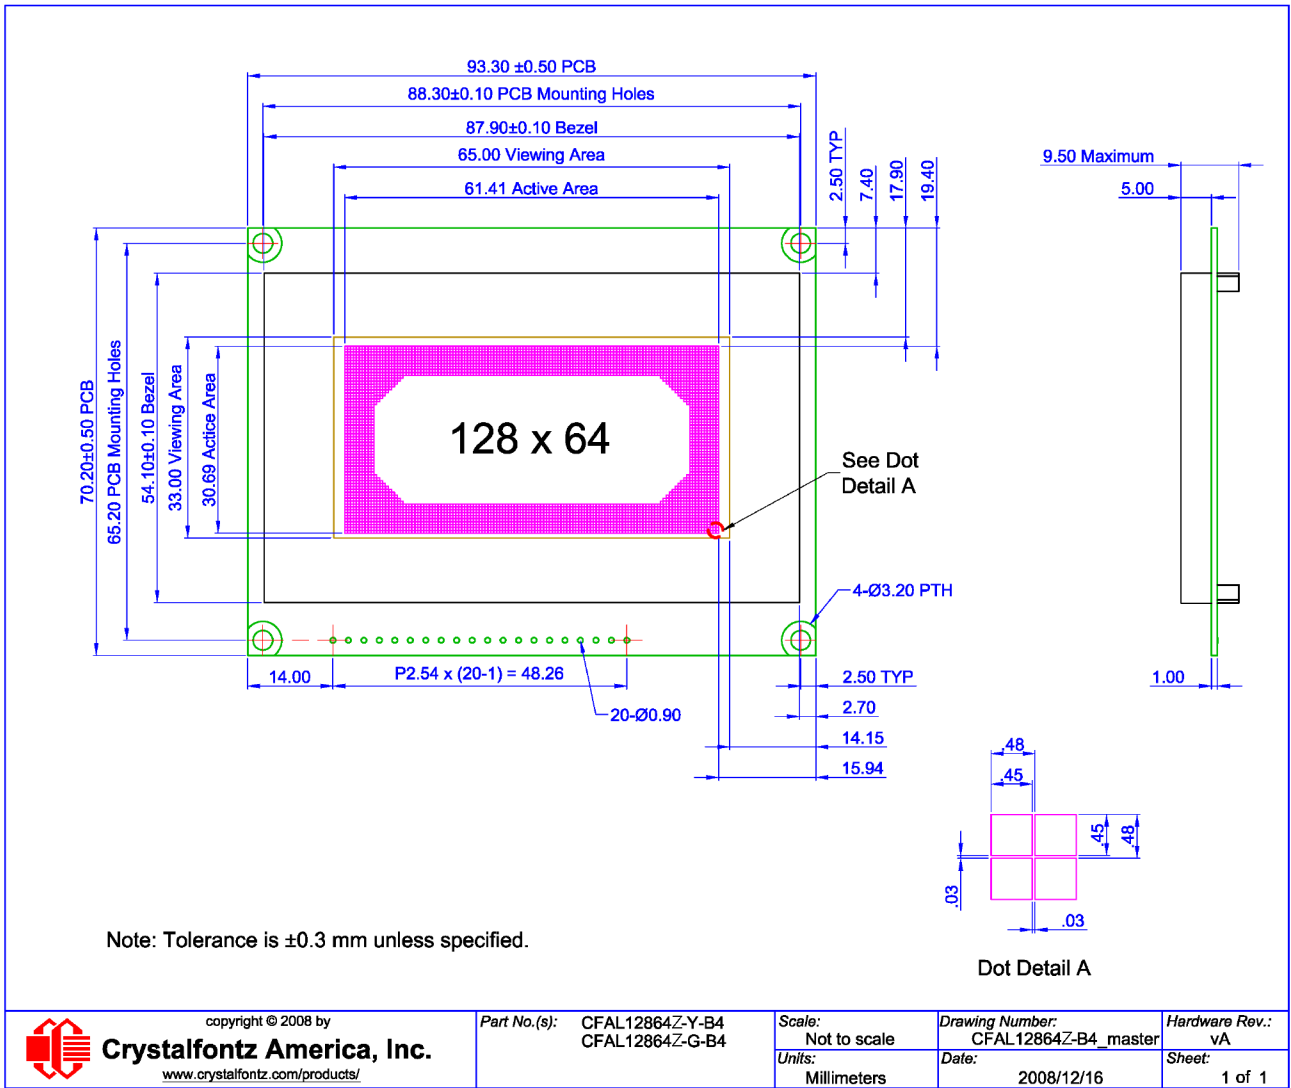 93.30 ±0.50 PCB
88.30±0.10 PCB Mounting Holes
87.90±0.10 Bezel
65.00 Viewing Area
61.41 Active Area
2.50 TYP
7.40
17.90
19.40
9.50 Maximum
5.00
70.20±0.50 PCB
65.20 PCB Mounting Holes
54.10±0.10 Bezel
33.00 Viewing Area
30.69 Actice Area
128 x 64
See Dot
Detail A
4-Ø3.20 PTH
14.00
P2.54 x (20-1) = 48.26
20-Ø0.90
2.50 TYP
2.70
14.15
15.94
1.00
.48
.45
.45
.48
.03
.03
Dot Detail A
Note: Tolerance is ±0.3 mm unless specified.
copyright © 2008 by
Crystalfontz America, Inc.
www.crystalfontz.com/products/
Part No.(s):
CFAL12864Z-Y-B4
CFAL12864Z-G-B4
Scale:
Not to scale
Units:
Millimeters
Drawing Number:
CFAL12864Z-B4_master
Date:
2008/12/16
Hardware Rev.:
vA
Sheet:
1 of 1